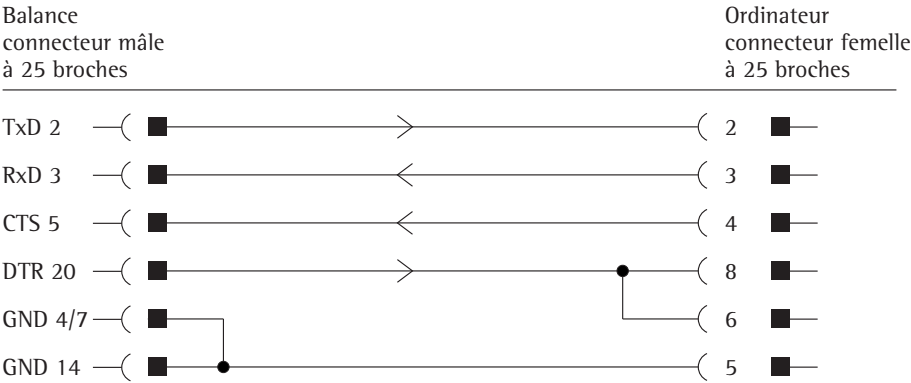 Balance
connecteur mâle
à 25 broches
Ordinateur
connecteur femelle
à 25 broches
TxD 2
2
RxD 3
3
CTS 5
4
DTR 20
8
GND 4/7
6
GND 14
5